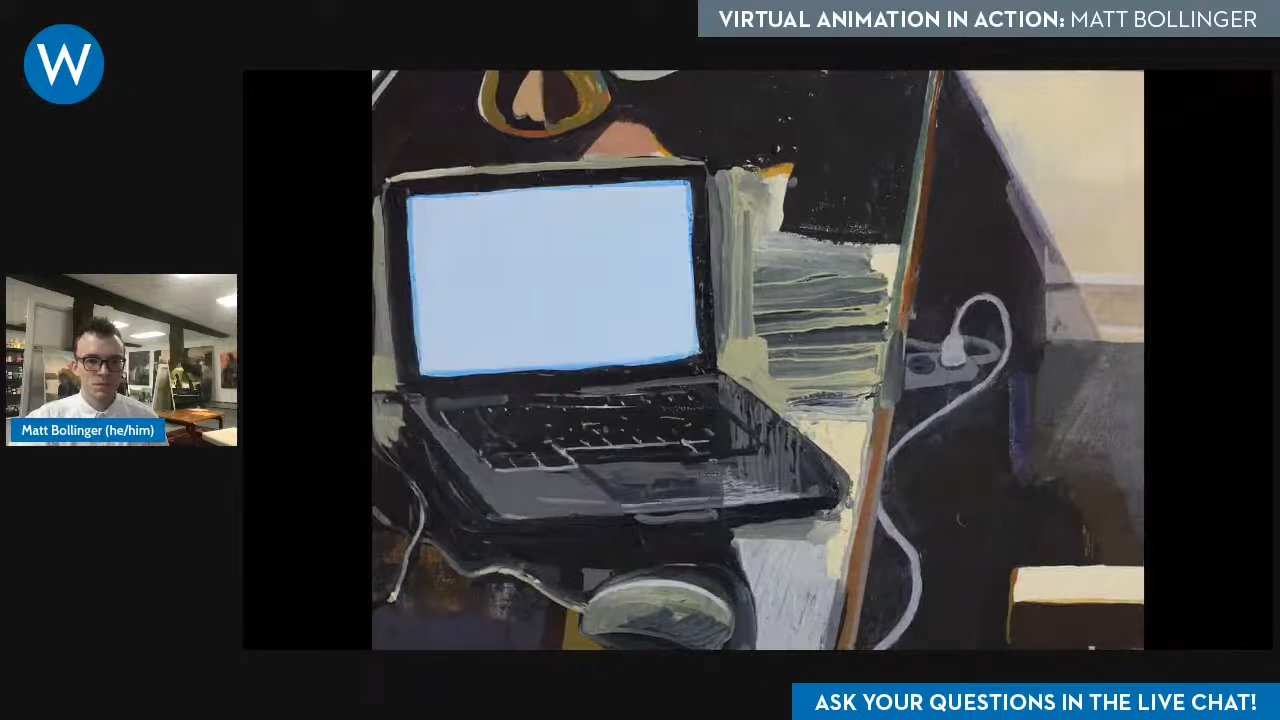 VIRTUAL ANIMATION IN ACTION: MATT BOLLINGER
W
Matt Bollinger (he/him)
ASK YOUR QUESTIONS IN THE LIVE CHAT!